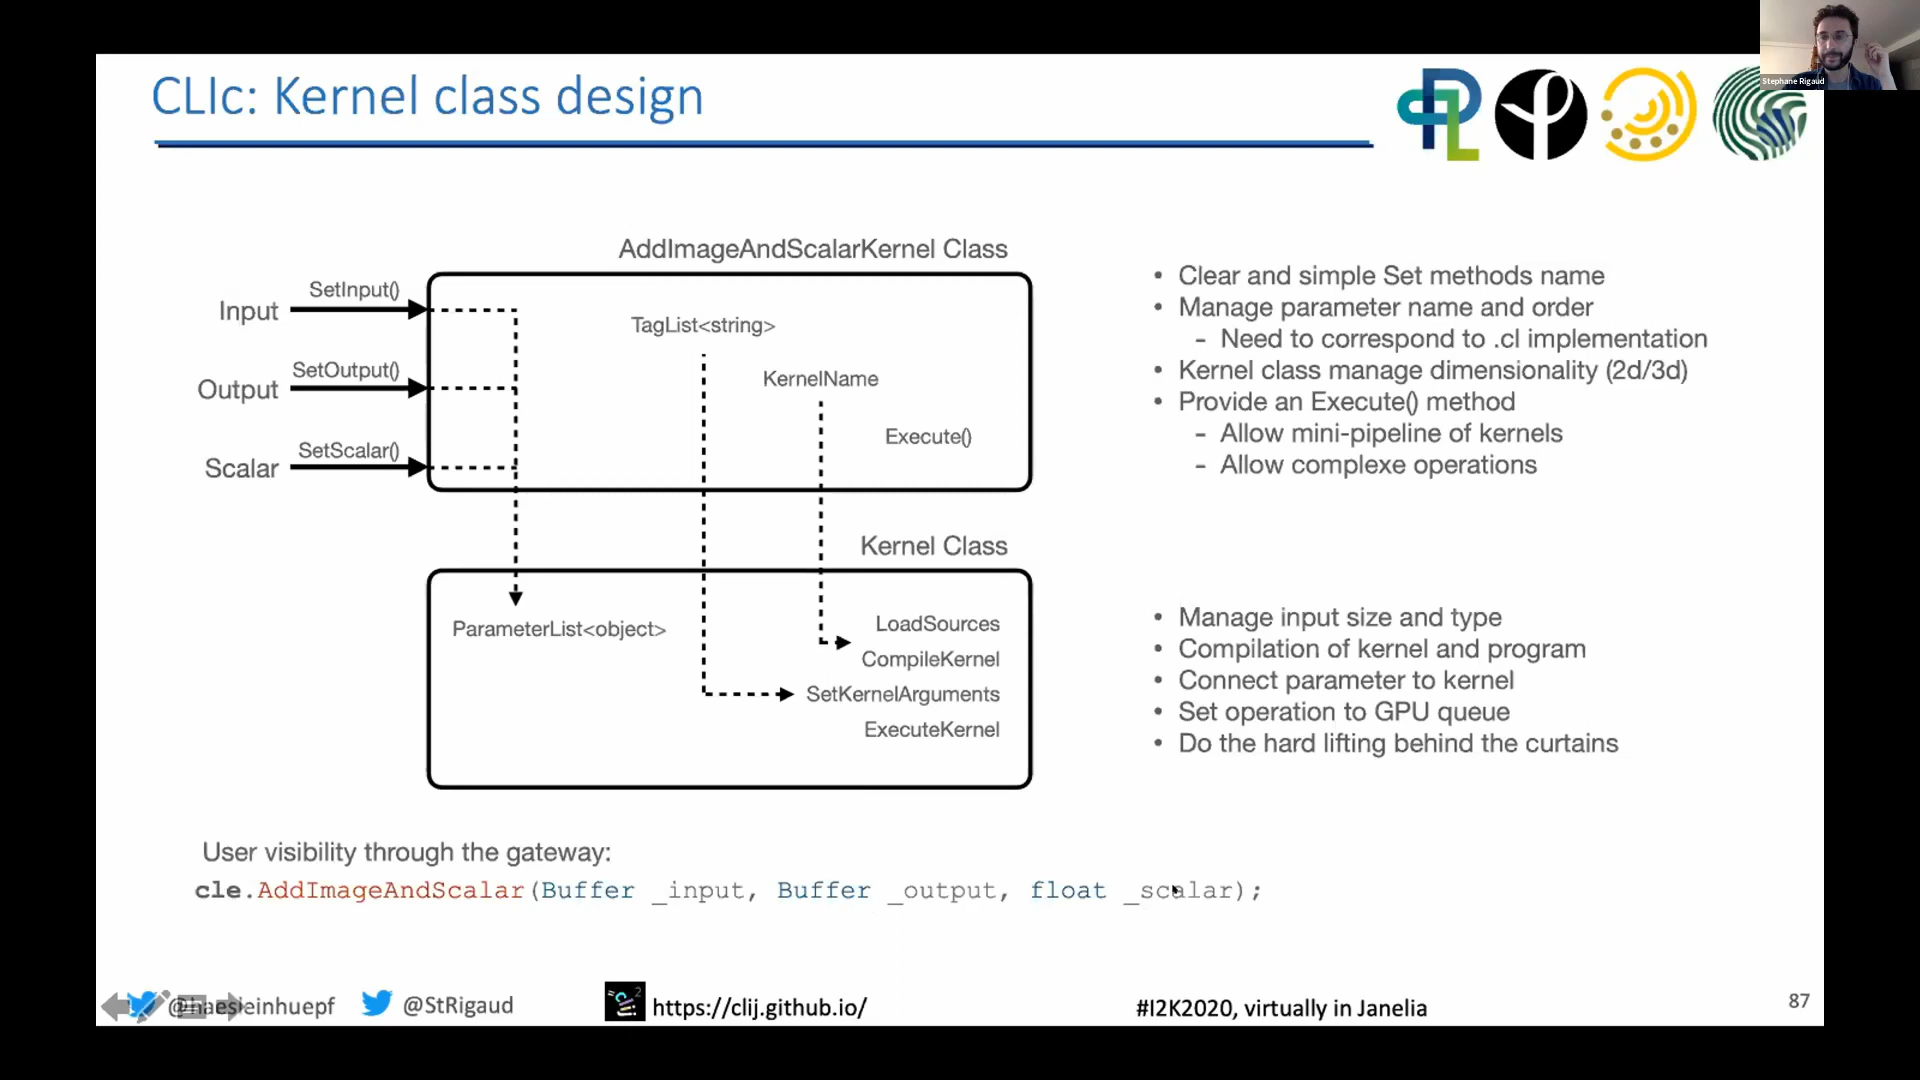 Stephane Rigaud
CLIc: Kernel class design
AddImageAndScalarKernel Class
Input
SetInput()
Output
SetOutput()
Scalar
SetScalar()
TagList<string>
KernelName
Execute()
• Clear and simple Set methods name
• Manage parameter name and order
- Need to correspond to .cl implementation
• Kernel class manage dimensionality (2d/3d)
• Provide an Execute() method
- Allow mini-pipeline of kernels
- Allow complexe operations
Kernel Class
ParameterList<object>
LoadSources
CompileKernel
SetKernelArguments
ExecuteKernel
• Manage input size and type
• Compilation of kernel and program
• Connect parameter to kernel
• Set operation to GPU queue
• Do the hard lifting behind the curtains
User visibility through the gateway:
cle.AddImageAndScalar(Buffer _input, Buffer _output, float _scalar);
@haesleinhuepf
@StRigaud
https://clij.github.io/
#I2K2020, virtually in Janelia
87